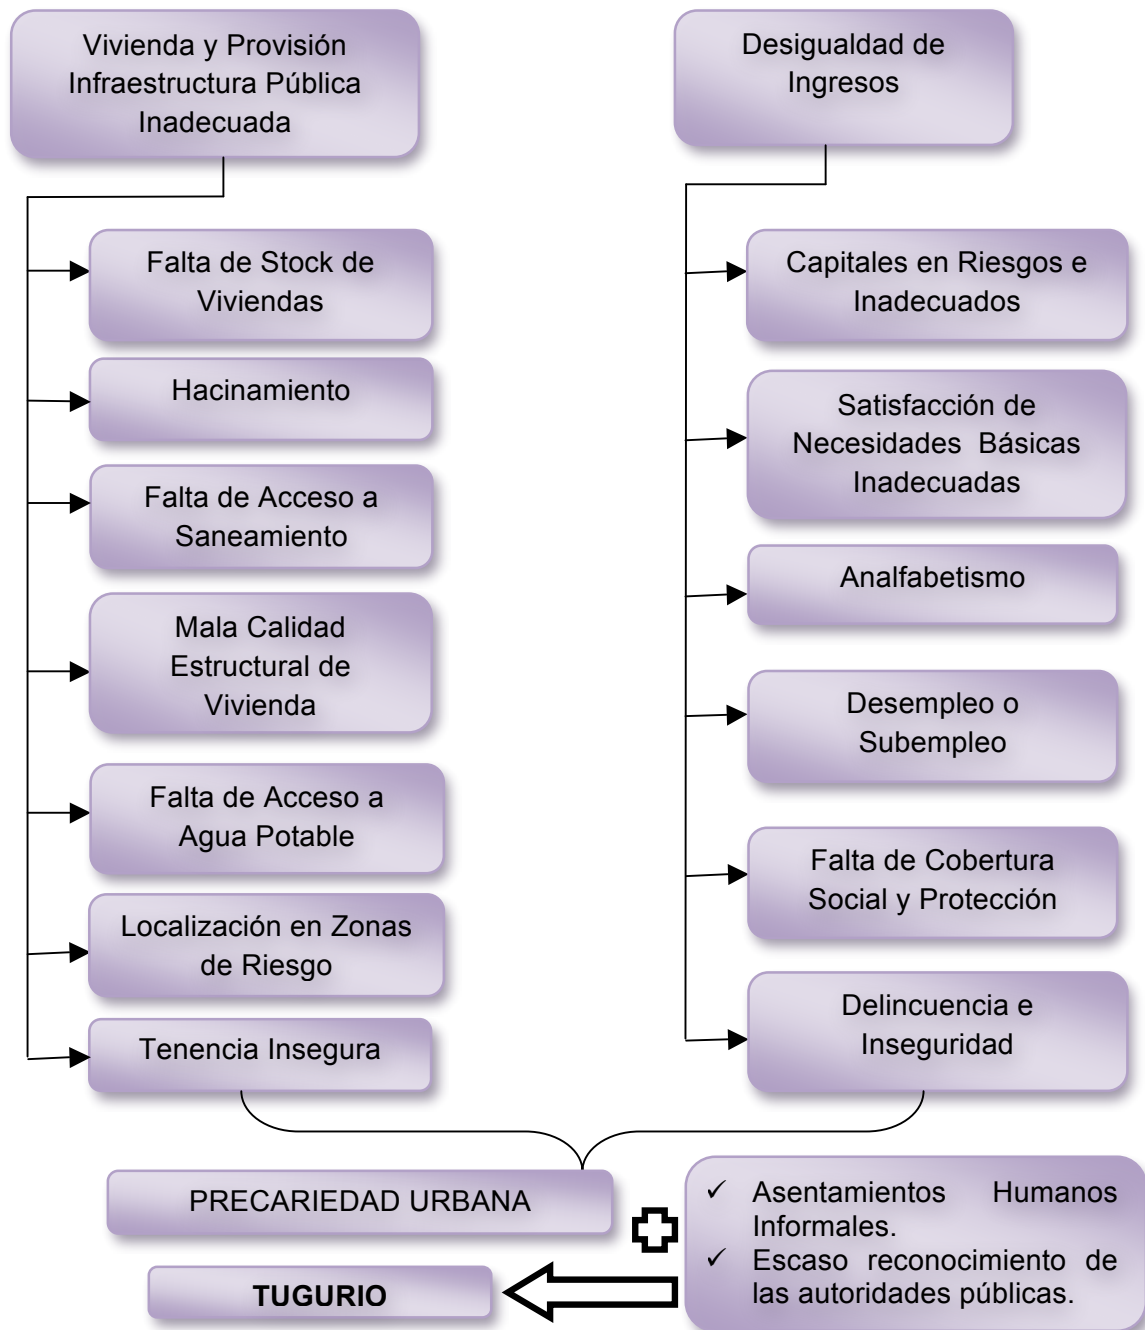 Vivienda y Provisión
Infraestructura Pública
Inadecuada
Falta de Stock de
Viviendas
Hacinamiento
Falta de Acceso a
Saneamiento
Mala Calidad
Estructural de
Vivienda
Falta de Acceso a
Agua Potable
Localización en Zonas
de Riesgo
Tenencia Insegura
Desigualdad de
Ingresos
Capitales en Riesgos e
Inadecuados
Satisfacción de
Necesidades Básicas
Inadecuadas
Analfabetismo
Desempleo o
Subempleo
Falta de Cobertura
Social y Protección
Delincuencia e
Inseguridad
PRECARIEDAD URBANA
✓ Asentamientos Humanos
Informales.
✓ Escaso reconocimiento de
las autoridades públicas.
TUGURIO